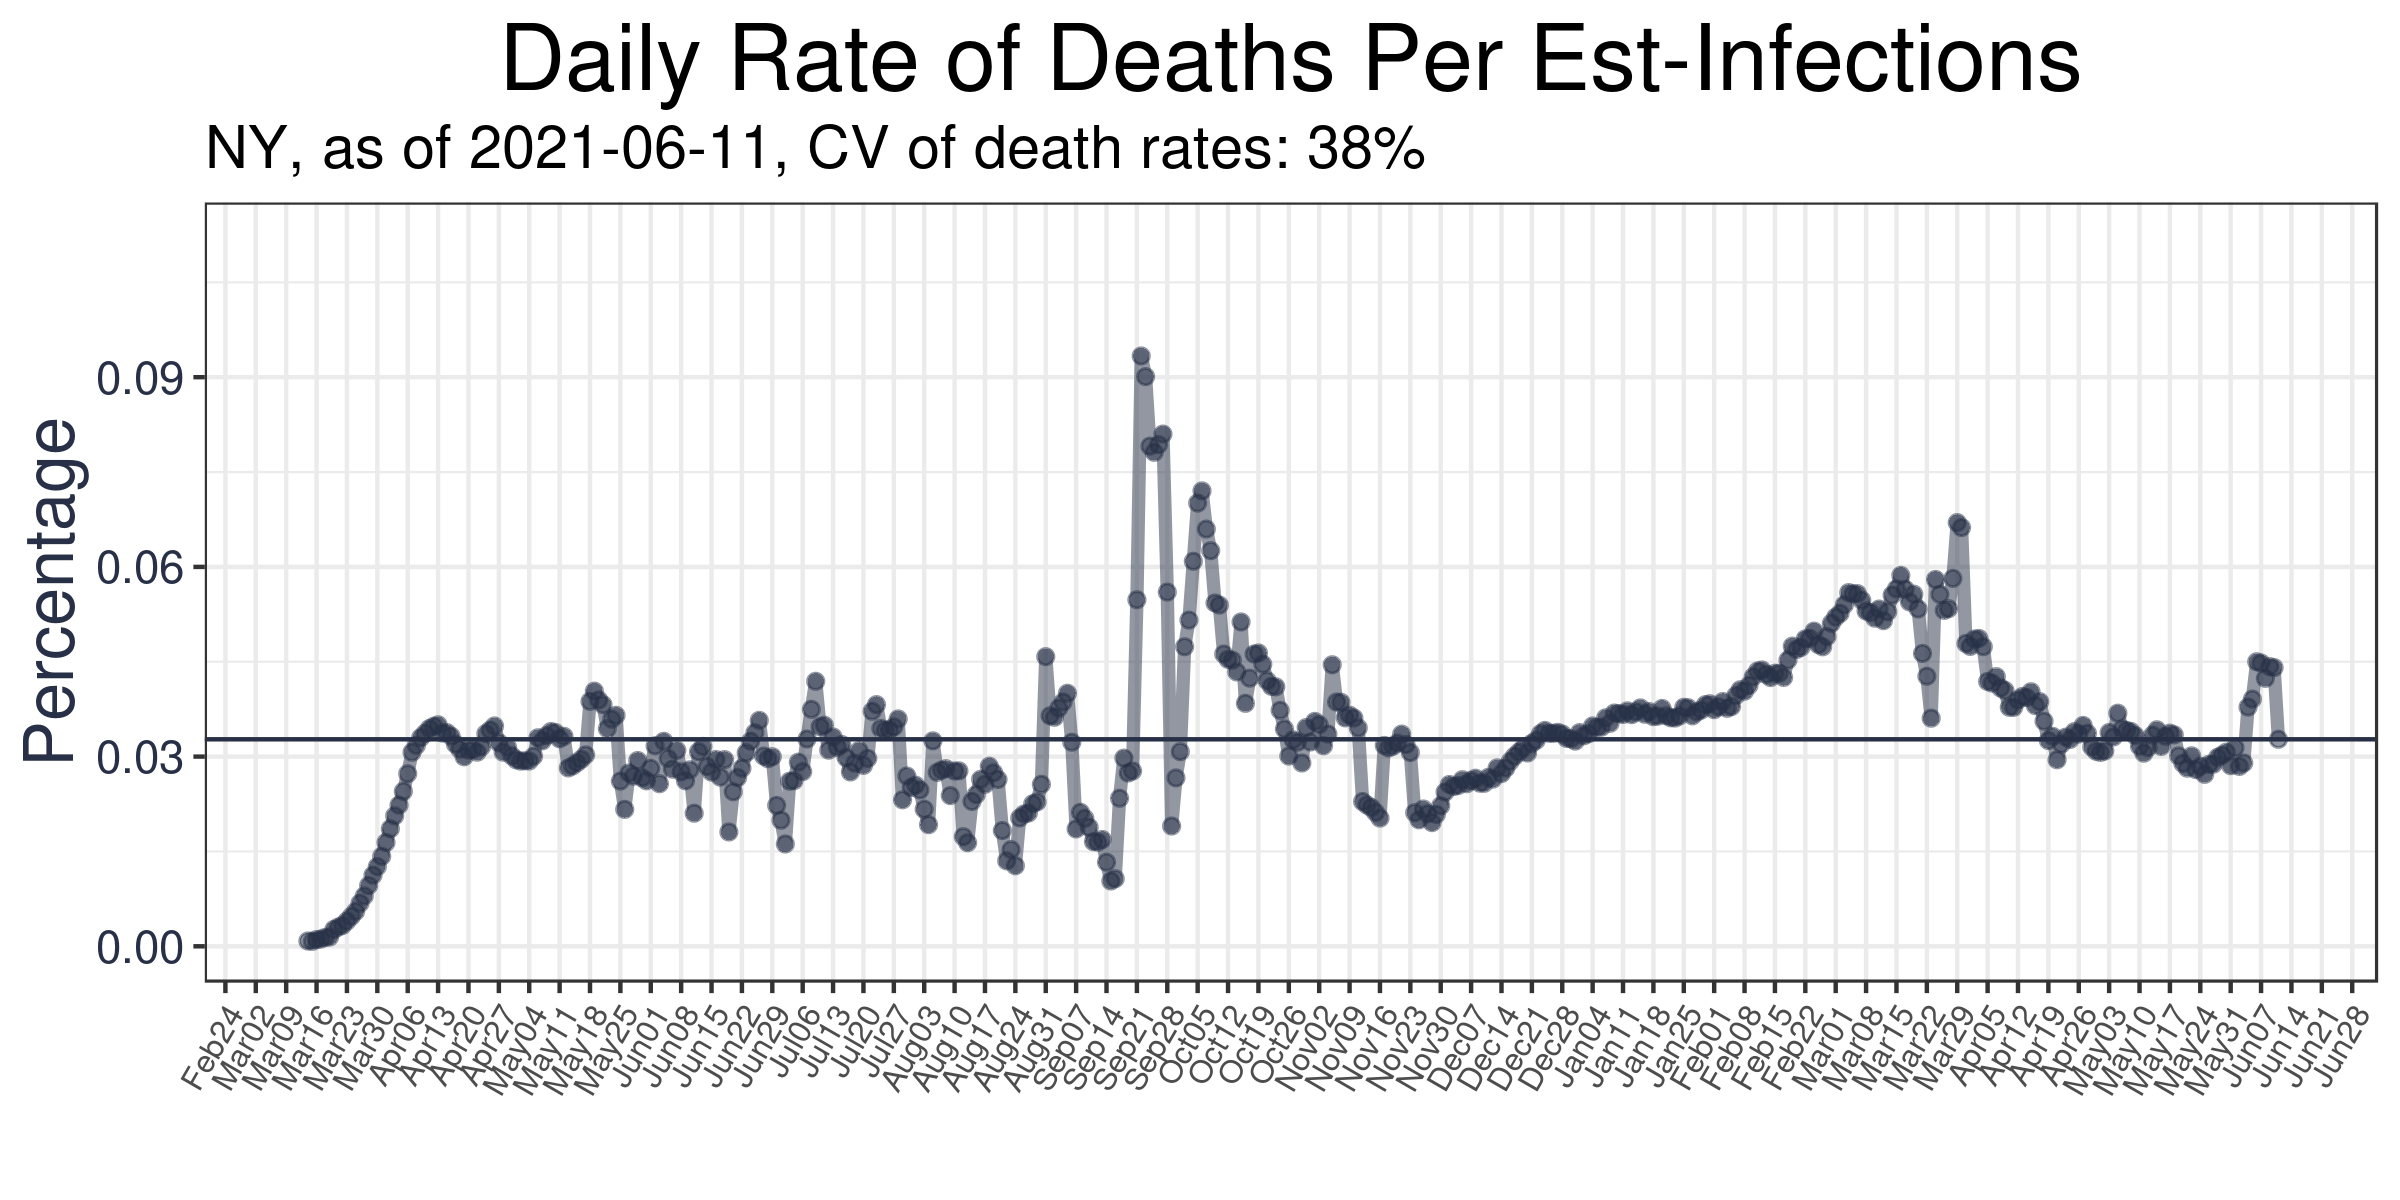 Daily Rate of Deaths Per Est-Infections
NY, as of 2021-06-11, CV of death rates: 38%
Percentage
0.09
0.06
0.03
0.00
Feb24
Mar02
Mar09
Mar16
Mar23
Mar30
Apr06
Apr13
Apr20
Apr27
May04
May11
May18
May25
Jun01
Jun08
Jun15
Jun22
Jun29
Jul06
Jul13
Jul20
Jul27
Aug03
Aug10
Aug17
Aug24
Aug31
Sep07
Sep14
Sep21
Sep28
Oct05
Oct12
Oct19
Oct26
Nov02
Nov09
Nov16
Nov23
Nov30
Dec07
Dec14
Dec21
Dec28
Jan04
Jan11
Jan18
Jan25
Feb01
Feb08
Feb15
Feb22
Mar01
Mar08
Mar15
Mar22
Mar29
Apr05
Apr12
Apr19
Apr26
May03
May10
May17
May24
May31
Jun07
Jun14
Jun21
Jun28